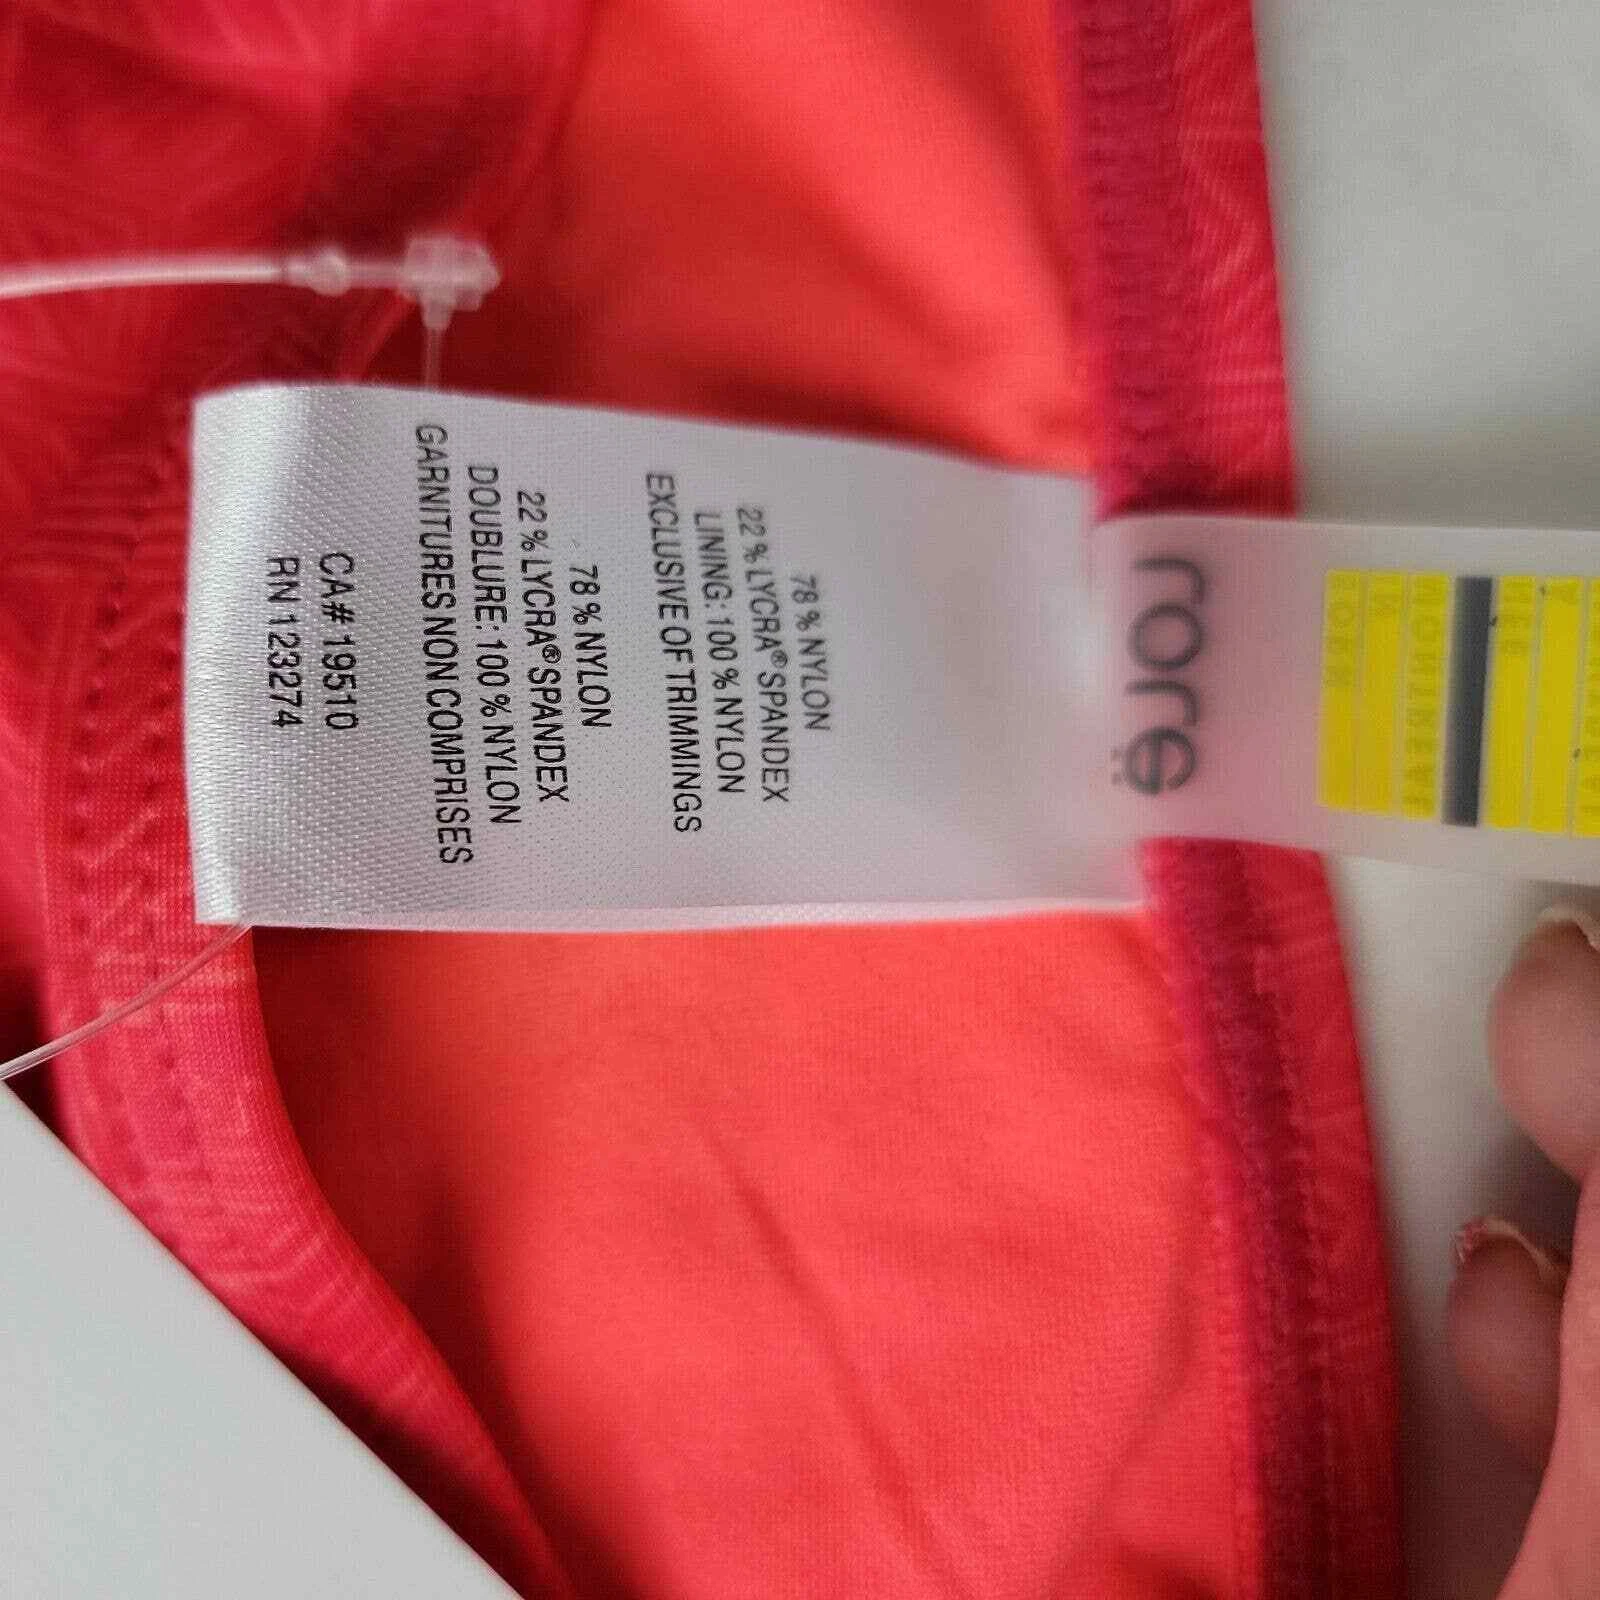 78 % NYLON
22 % LYCRA® SPANDEX
LINING: 100 % NYLON
EXCLUSIVE OF TRIMMINGS
78 % NYLON
22 % LYCRA® SPANDEX
DOUBLURE: 100 % NYLON
GARNITURES NON COMPRISES
CA# 19510
RN 123274